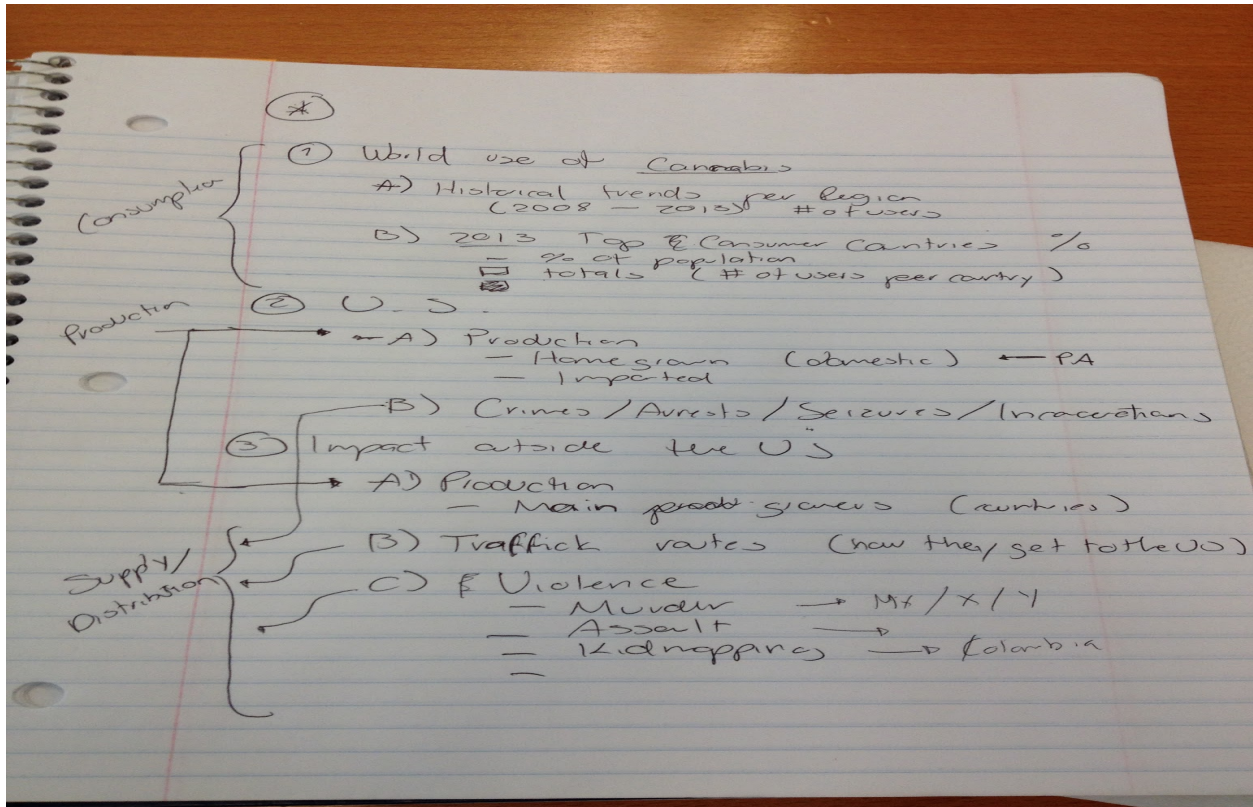 *
① World use of Cannabis
A) Historical trends per Region
(2008 — 2013) # of users
Consumption
B) 2013 Top Consumer Countries %
— % of population
— totals (# of users peer country)
② U.S.
Production
A) Production
— Homegrown (domestic) ← PA
— Imported
B) Crimes/Arrests/Seizures/Incacerations
③ Impact outside the US
A) Production
— Main growers (countries)
B) Traffick routes (how they get to the US)
Supply/
Distribution
C) Violence
— Murder → MX/X/Y
— Assault →
— Kidnapping → Colombia
—